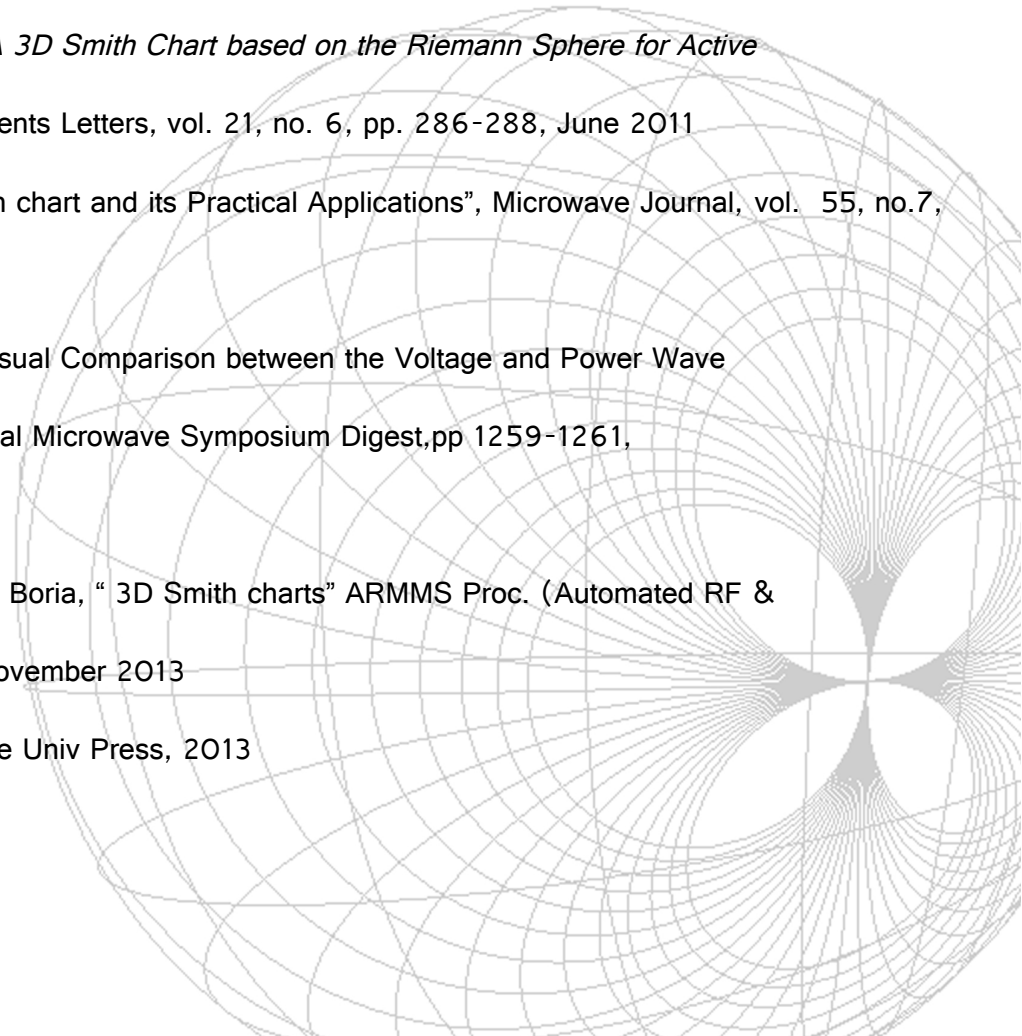 3D Smith Chart based on the Riemann Sphere for Active
ents Letters, vol. 21, no. 6, pp. 286-288, June 2011
chart and its Practical Applications”, Microwave Journal, vol. 55, no.7,
sual Comparison between the Voltage and Power Wave
al Microwave Symposium Digest,pp 1259-1261,
Boria, “ 3D Smith charts” ARMMS Proc. (Automated RF &
ovember 2013
e Univ Press, 2013